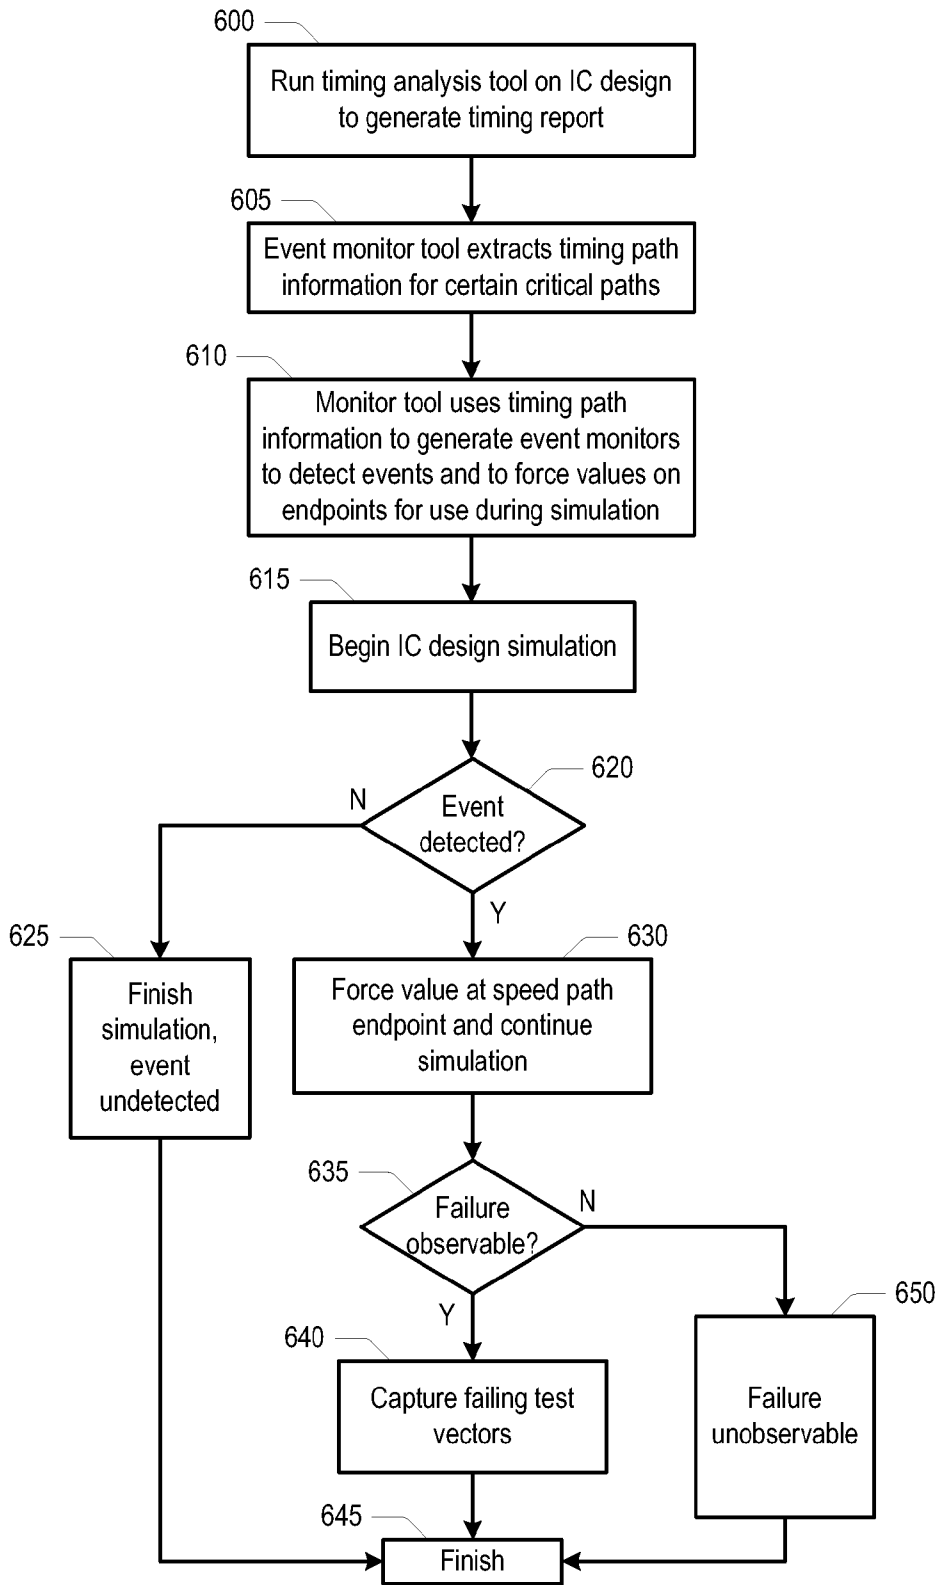 600
Run timing analysis tool on IC design
to generate timing report
605
Event monitor tool extracts timing path
information for certain critical paths
610
Monitor tool uses timing path
information to generate event monitors
to detect events and to force values on
endpoints for use during simulation
615
Begin IC design simulation
620
Event
detected?
N
Y
625
Finish
simulation,
event
undetected
630
Force value at speed path
endpoint and continue
simulation
635
Failure
observable?
N
Y
640
Capture failing test
vectors
650
Failure
unobservable
645
Finish